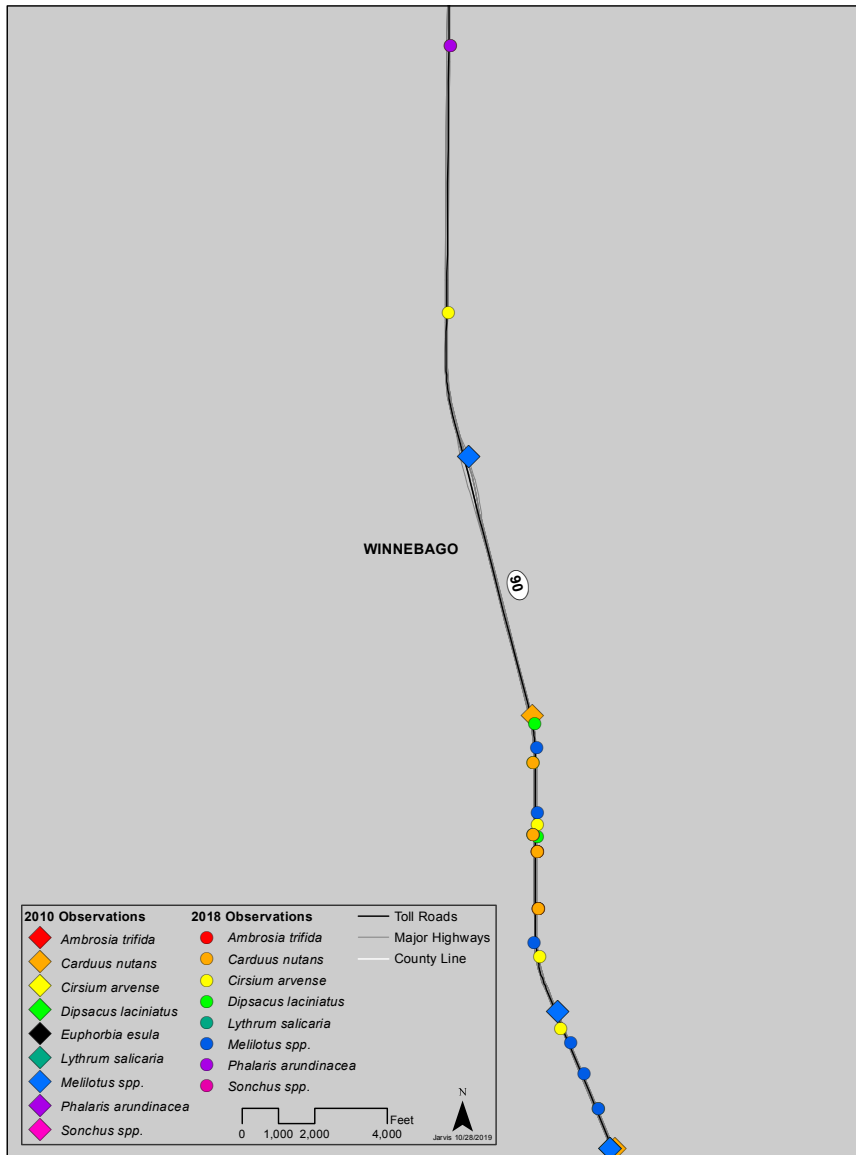 WINNEBAGO
90
2010 Observations
Ambrosia trifida
Carduus nutans
Cirsium arvense
Dipsacus laciniatus
Euphorbia esula
Lythrum salicaria
Melilotus spp.
Phalaris arundinacea
Sonchus spp.
2018 Observations
Ambrosia trifida
Carduus nutans
Cirsium arvense
Dipsacus laciniatus
Lythrum salicaria
Melilotus spp.
Phalaris arundinacea
Sonchus spp.
Toll Roads
Major Highways
County Line
Feet
0 1,000 2,000 4,000
N
Jarvis 10/28/2019